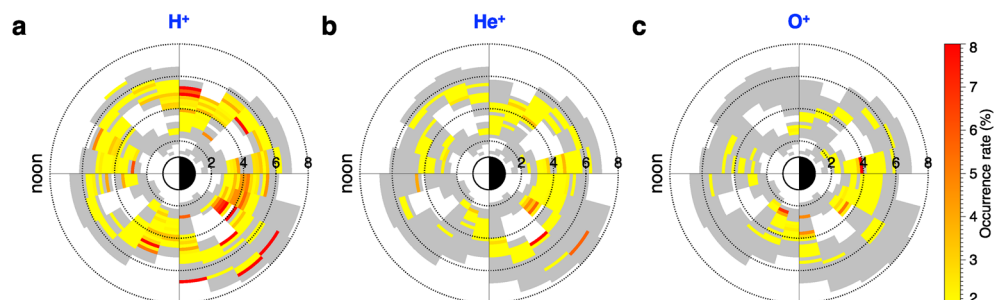 a H⁺
b He⁺
c O⁺
noon 2 4 6 8
noon 2 4 6 8
noon 2 4 6 8
8
7
6
5
4
3
2
Occurrence rate (%)